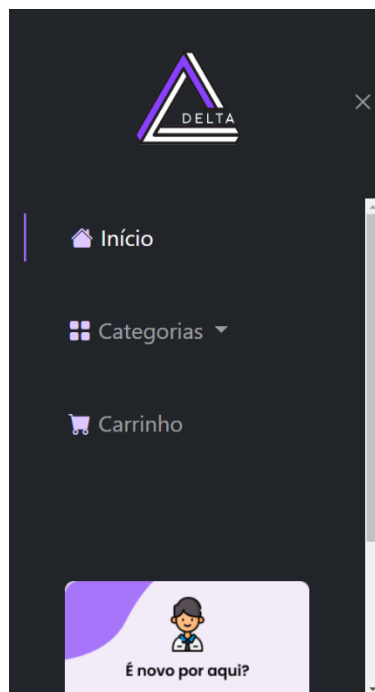 DELTA
Início
Categorias
Carrinho
É novo por aqui?